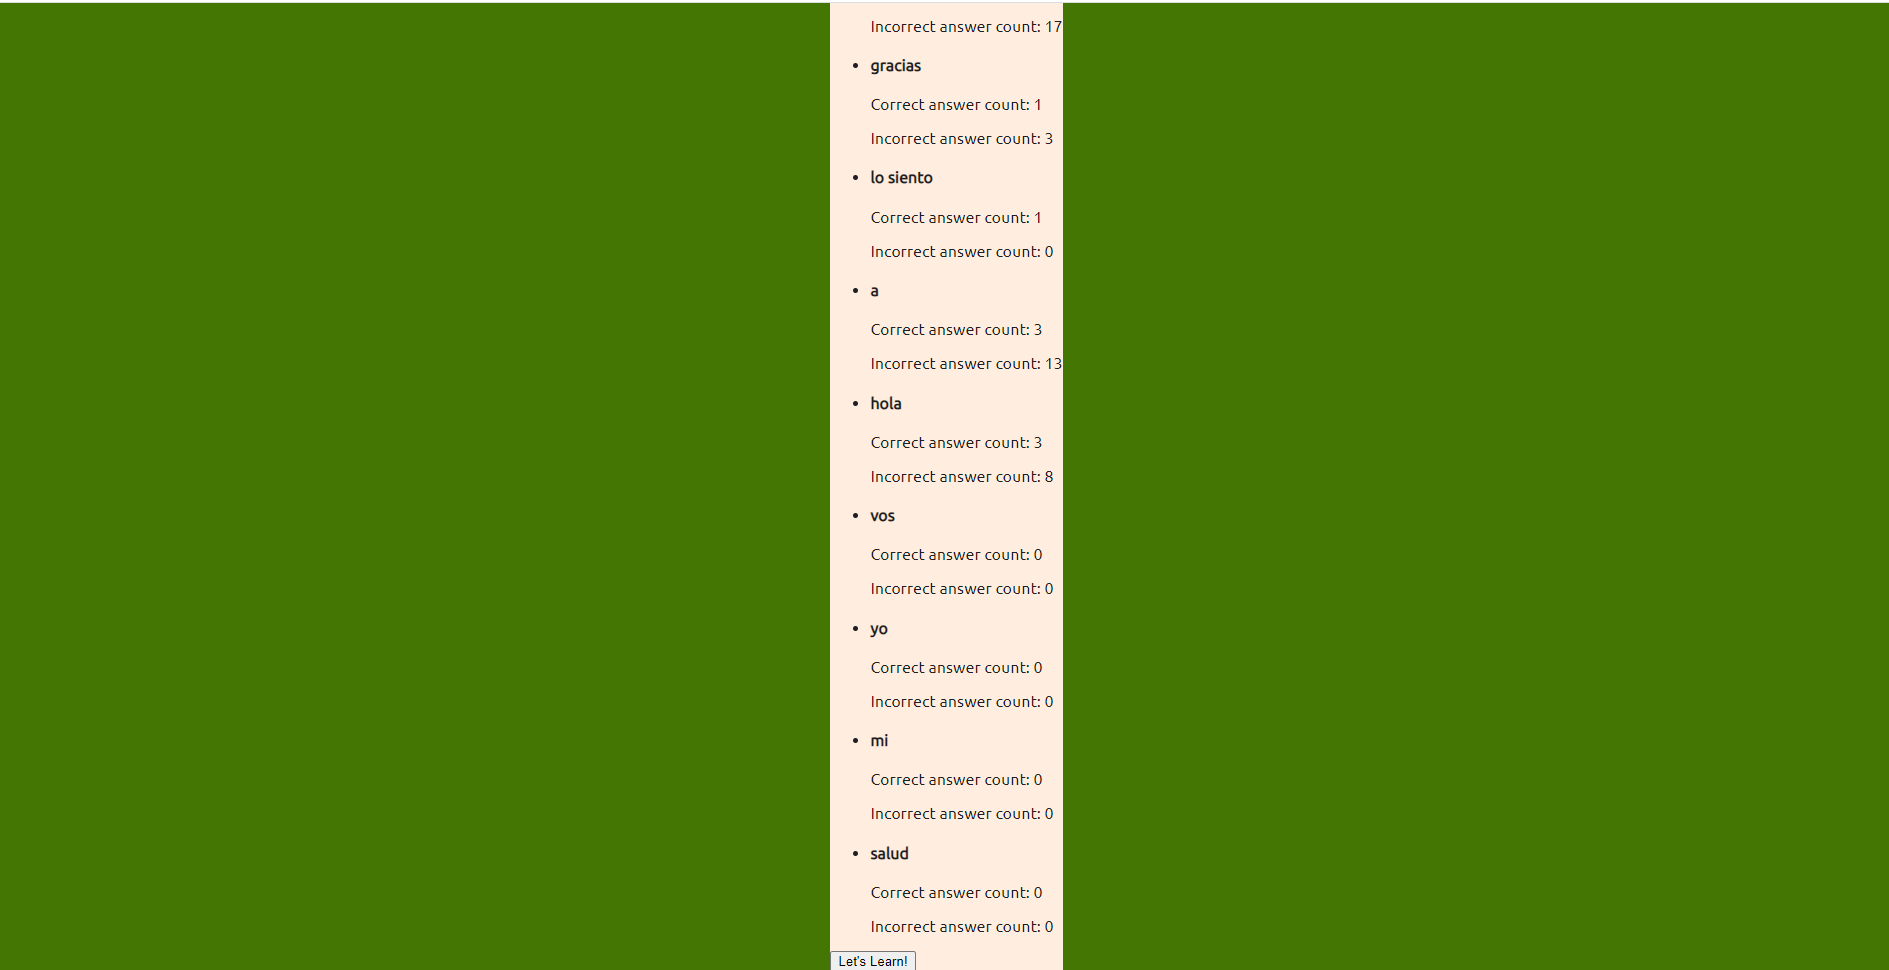 Incorrect answer count: 17
• gracias
Correct answer count: 1
Incorrect answer count: 3
• lo siento
Correct answer count: 1
Incorrect answer count: 0
• a
Correct answer count: 3
Incorrect answer count: 13
• hola
Correct answer count: 3
Incorrect answer count: 8
• vos
Correct answer count: 0
Incorrect answer count: 0
• yo
Correct answer count: 0
Incorrect answer count: 0
• mi
Correct answer count: 0
Incorrect answer count: 0
• salud
Correct answer count: 0
Incorrect answer count: 0
Let's Learn!